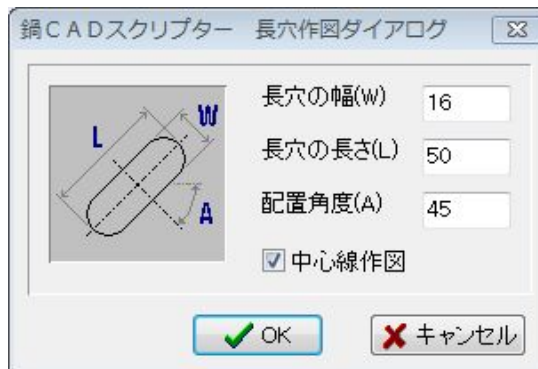 鍋CADスクリプター 長穴作図ダイアログ
L
W
A
長穴の幅(W) 16
長穴の長さ(L) 50
配置角度(A) 45
中心線作図
OK
キャンセル